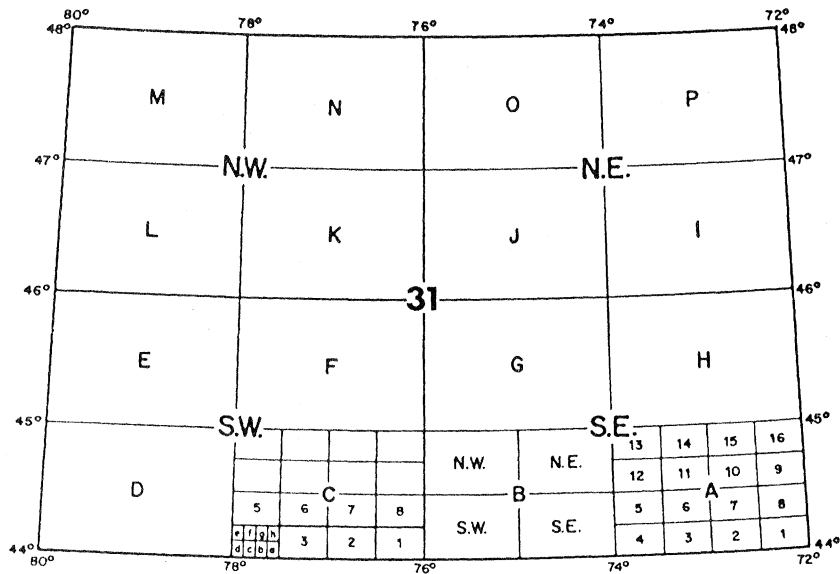 80° 78° 76° 74° 72°
48° 48°
M N O P
47° N.W. N.E. 47°
L K J I
46° 31 46°
E F G H
45° S.W. S.E. 45°
13 14 15 16
N.W. N.E.
12 11 10 9
D C B A
5 6 7 8 5 6 7 8
S.W. S.E.
e f g h
3 2 1 4 3 2 1
d c b a
44° 44°
80° 78° 76° 74° 72°